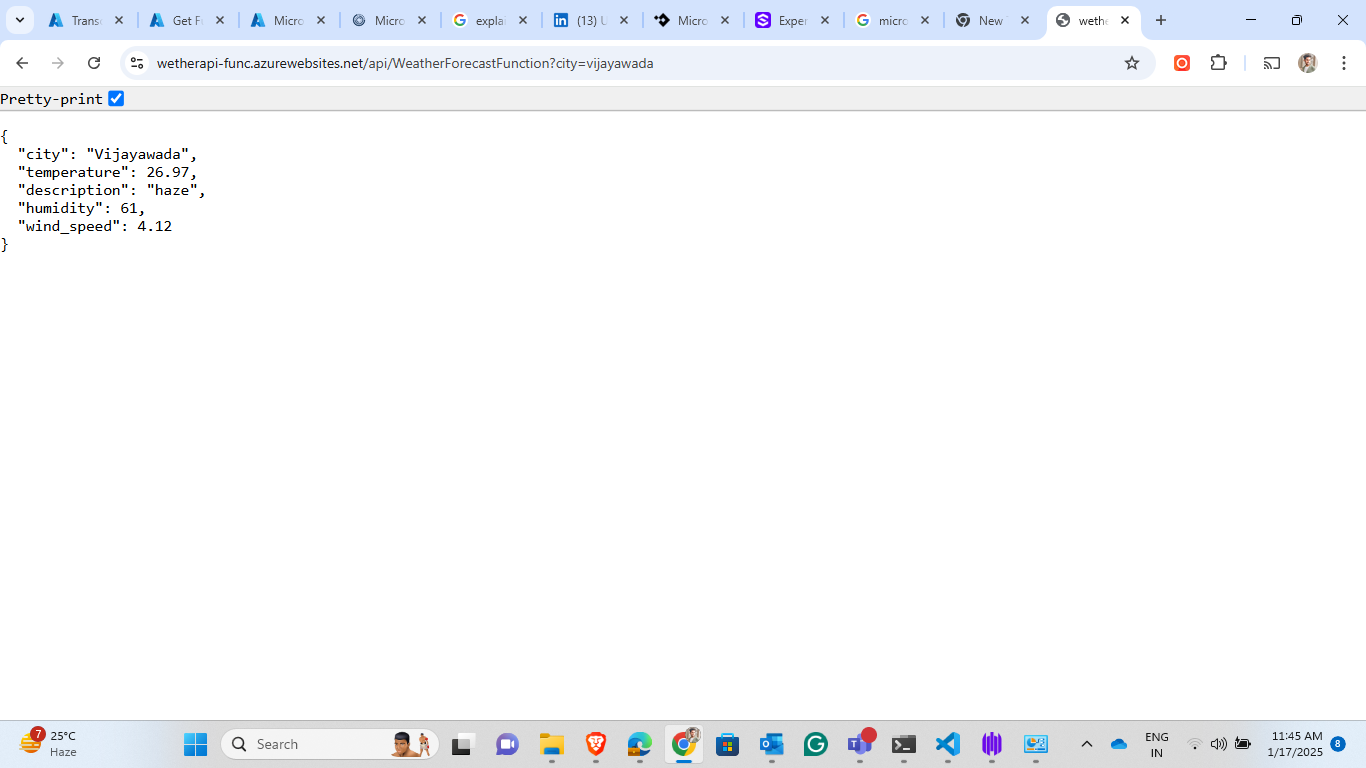 Transc
Get Fu
Micro
Micro
explai
(13) U
Micro
Exper
micro
New T
wethe
wetherapi-func.azurewebsites.net/api/WeatherForecastFunction?city=vijayawada
Pretty-print
{
  "city": "Vijayawada",
  "temperature": 26.97,
  "description": "haze",
  "humidity": 61,
  "wind_speed": 4.12
}
7
25°C
Haze
Search
ENG
IN
11:45 AM
1/17/2025
8